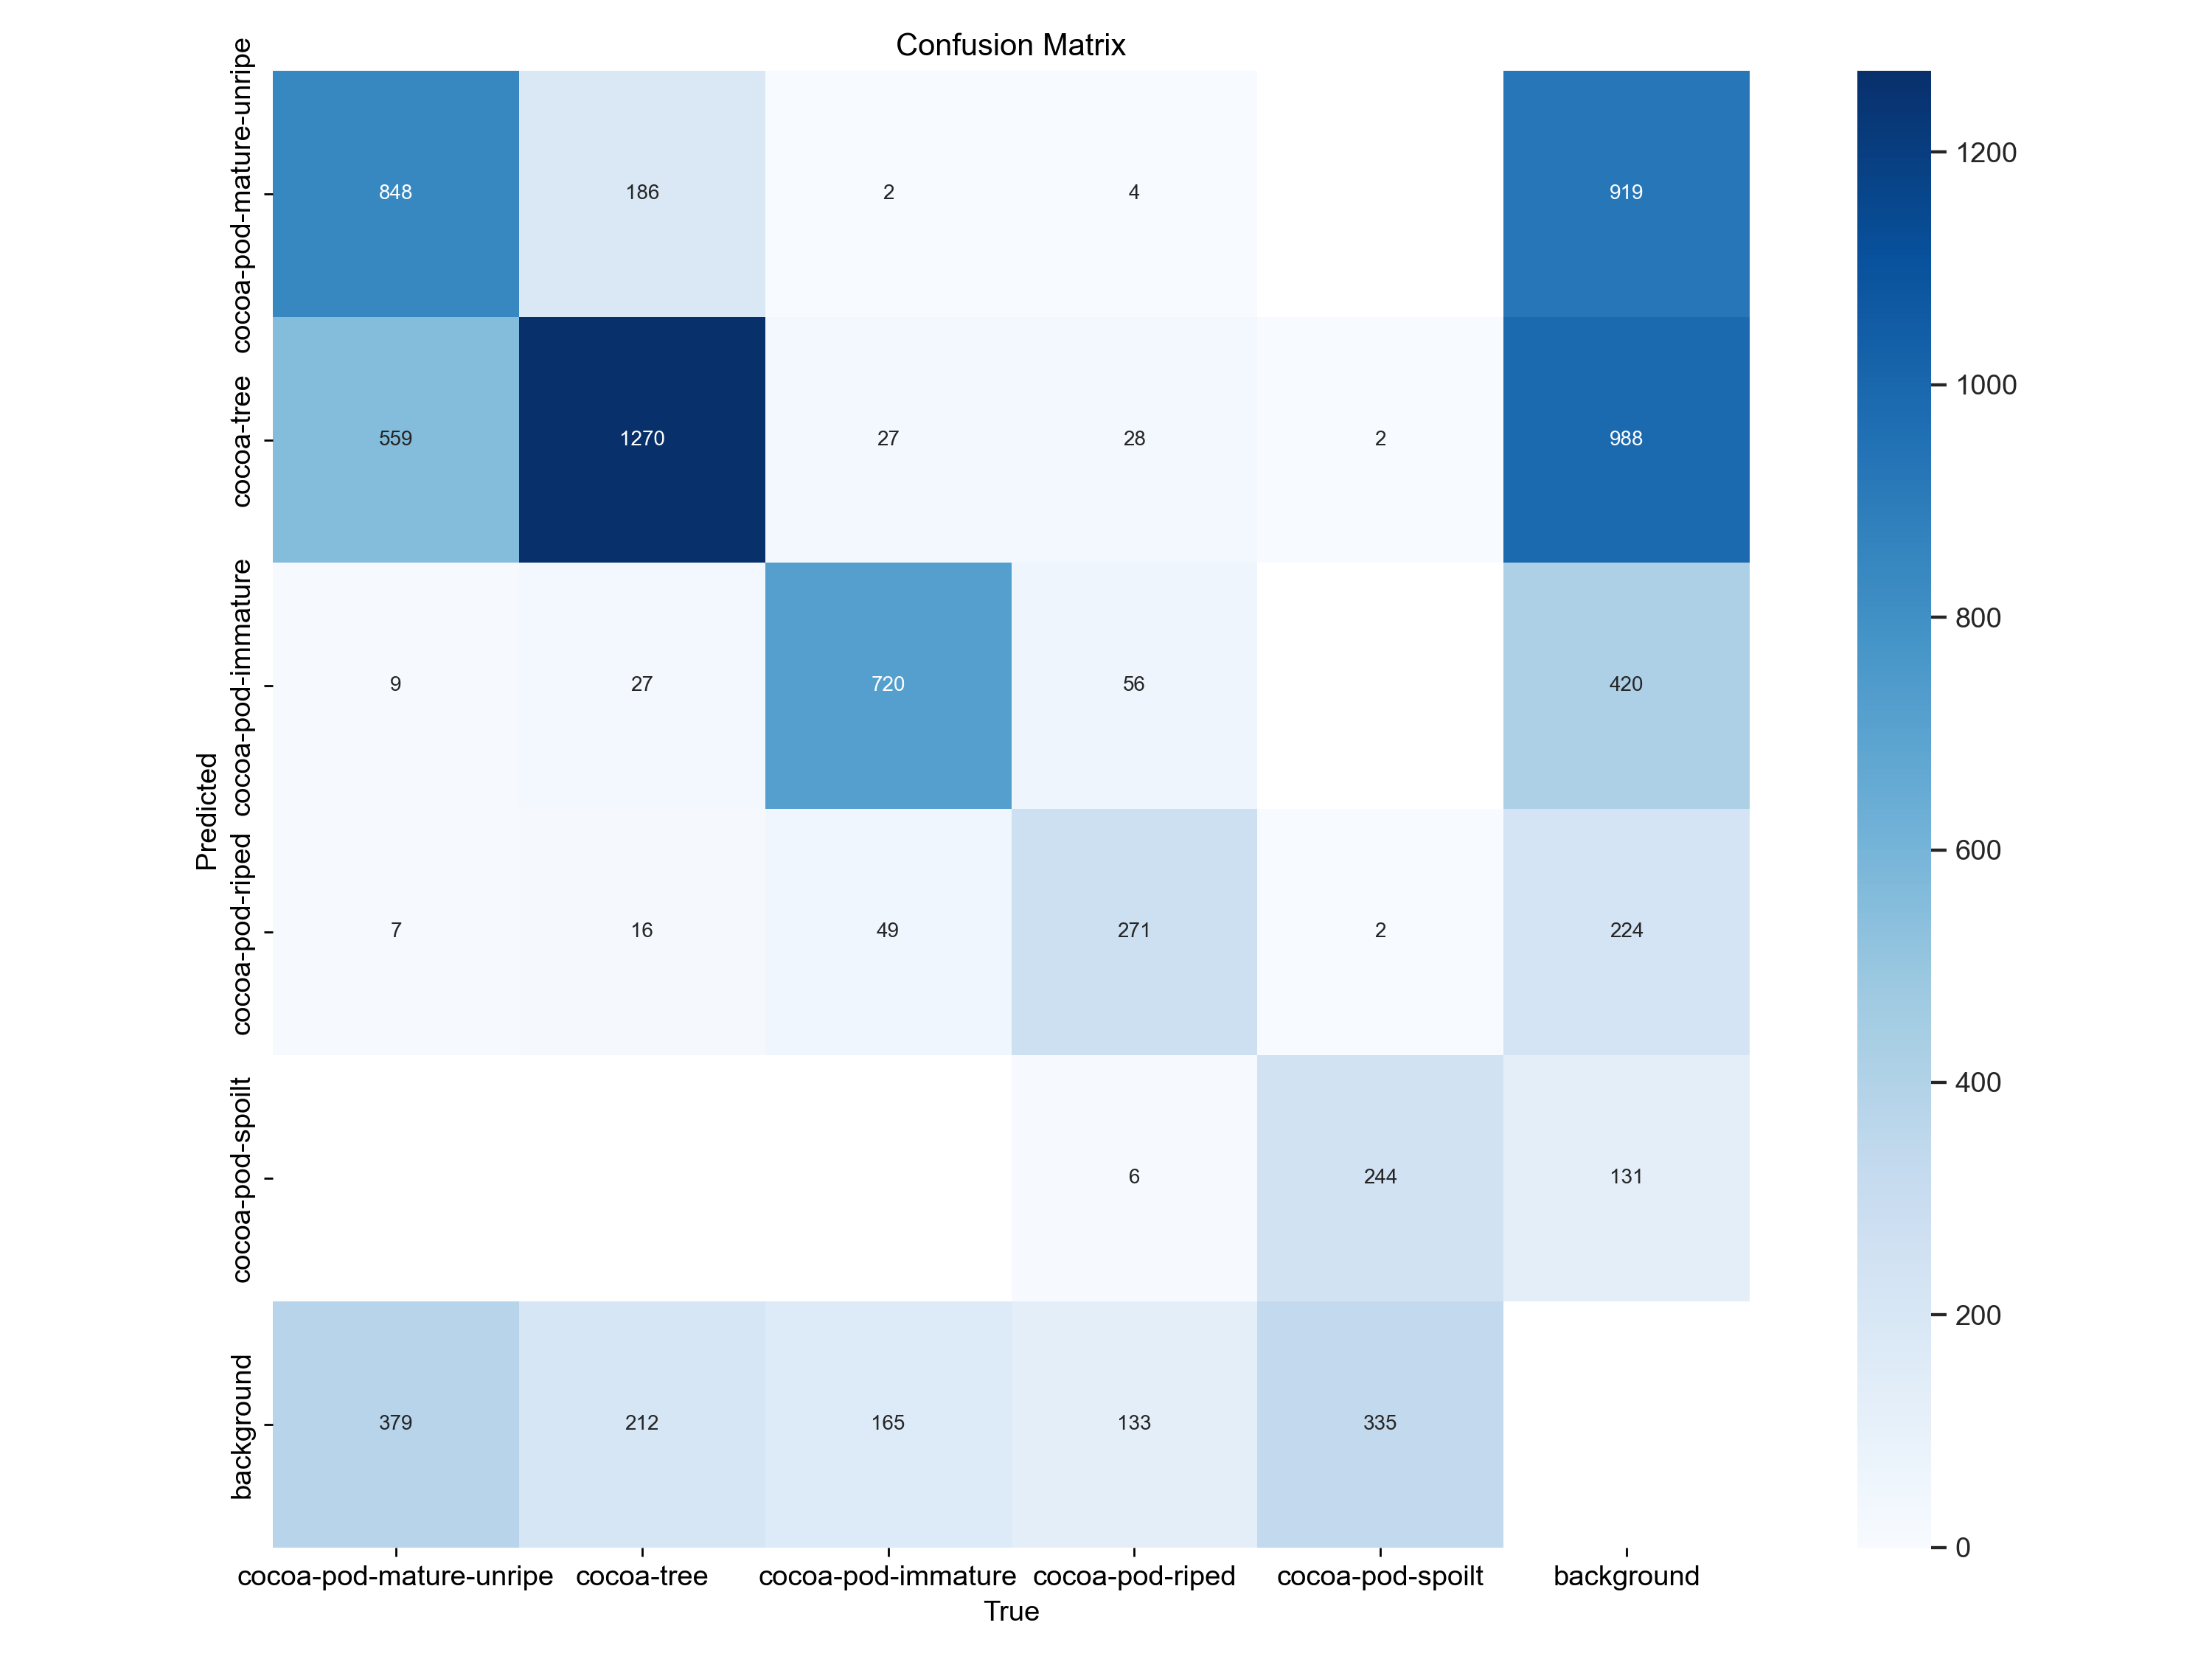 Confusion Matrix
cocoa-pod-mature-unripe
848 186 2 4 919
cocoa-tree
559 1270 27 28 2 988
cocoa-pod-immature
9 27 720 56 420
cocoa-pod-riped
7 16 49 271 2 224
cocoa-pod-spoilt
6 244 131
background
379 212 165 133 335
Predicted
cocoa-pod-mature-unripe cocoa-tree cocoa-pod-immature cocoa-pod-riped cocoa-pod-spoilt background
True
1200
1000
800
600
400
200
0